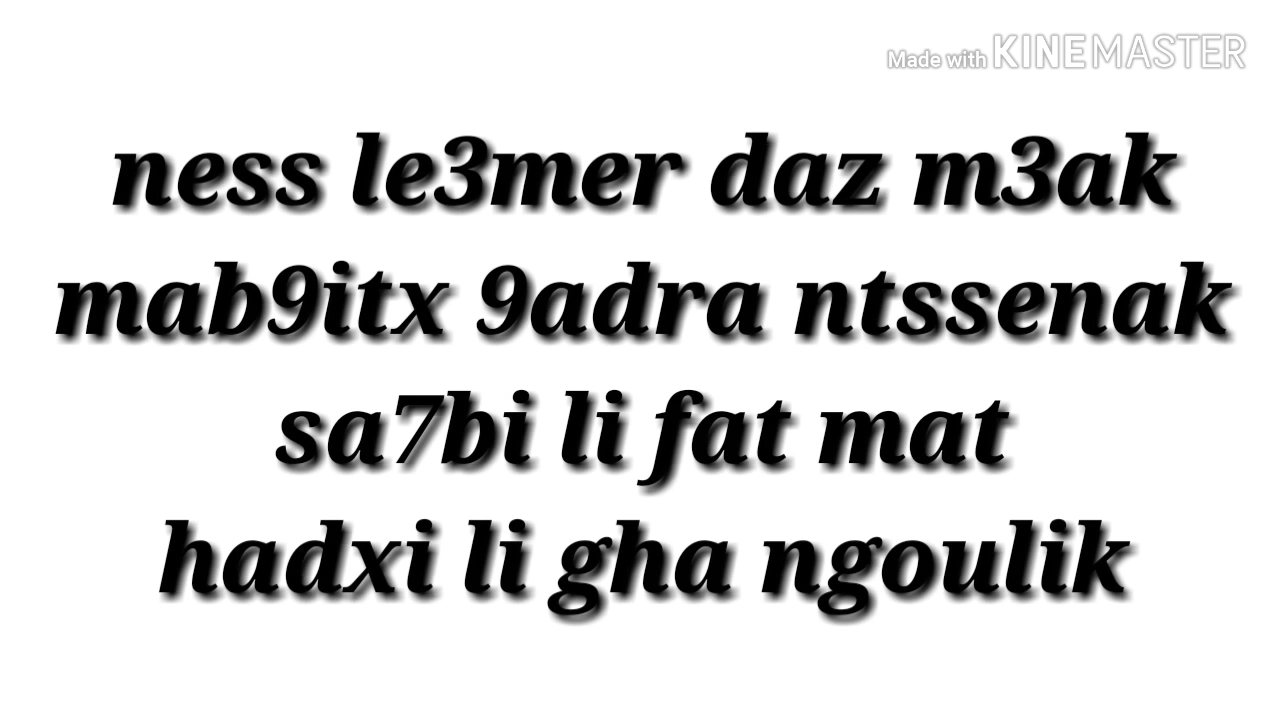 Made with KINEMASTER
ness le3mer daz m3ak
mab9itx 9adra ntssenak
sa7bi li fat mat
hadxi li gha ngoulik